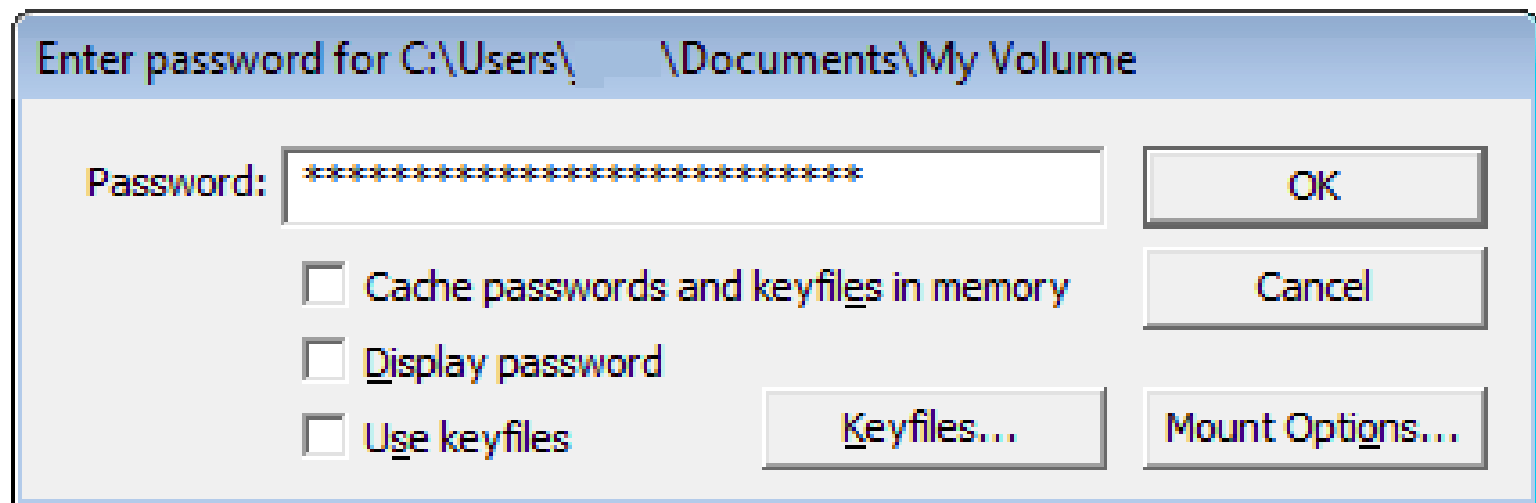 Enter password for C:\Users\ \Documents\My Volume
Password: ************************* OK
Cache passwords and keyfiles in memory Cancel
Display password
Use keyfiles Keyfiles... Mount Options...